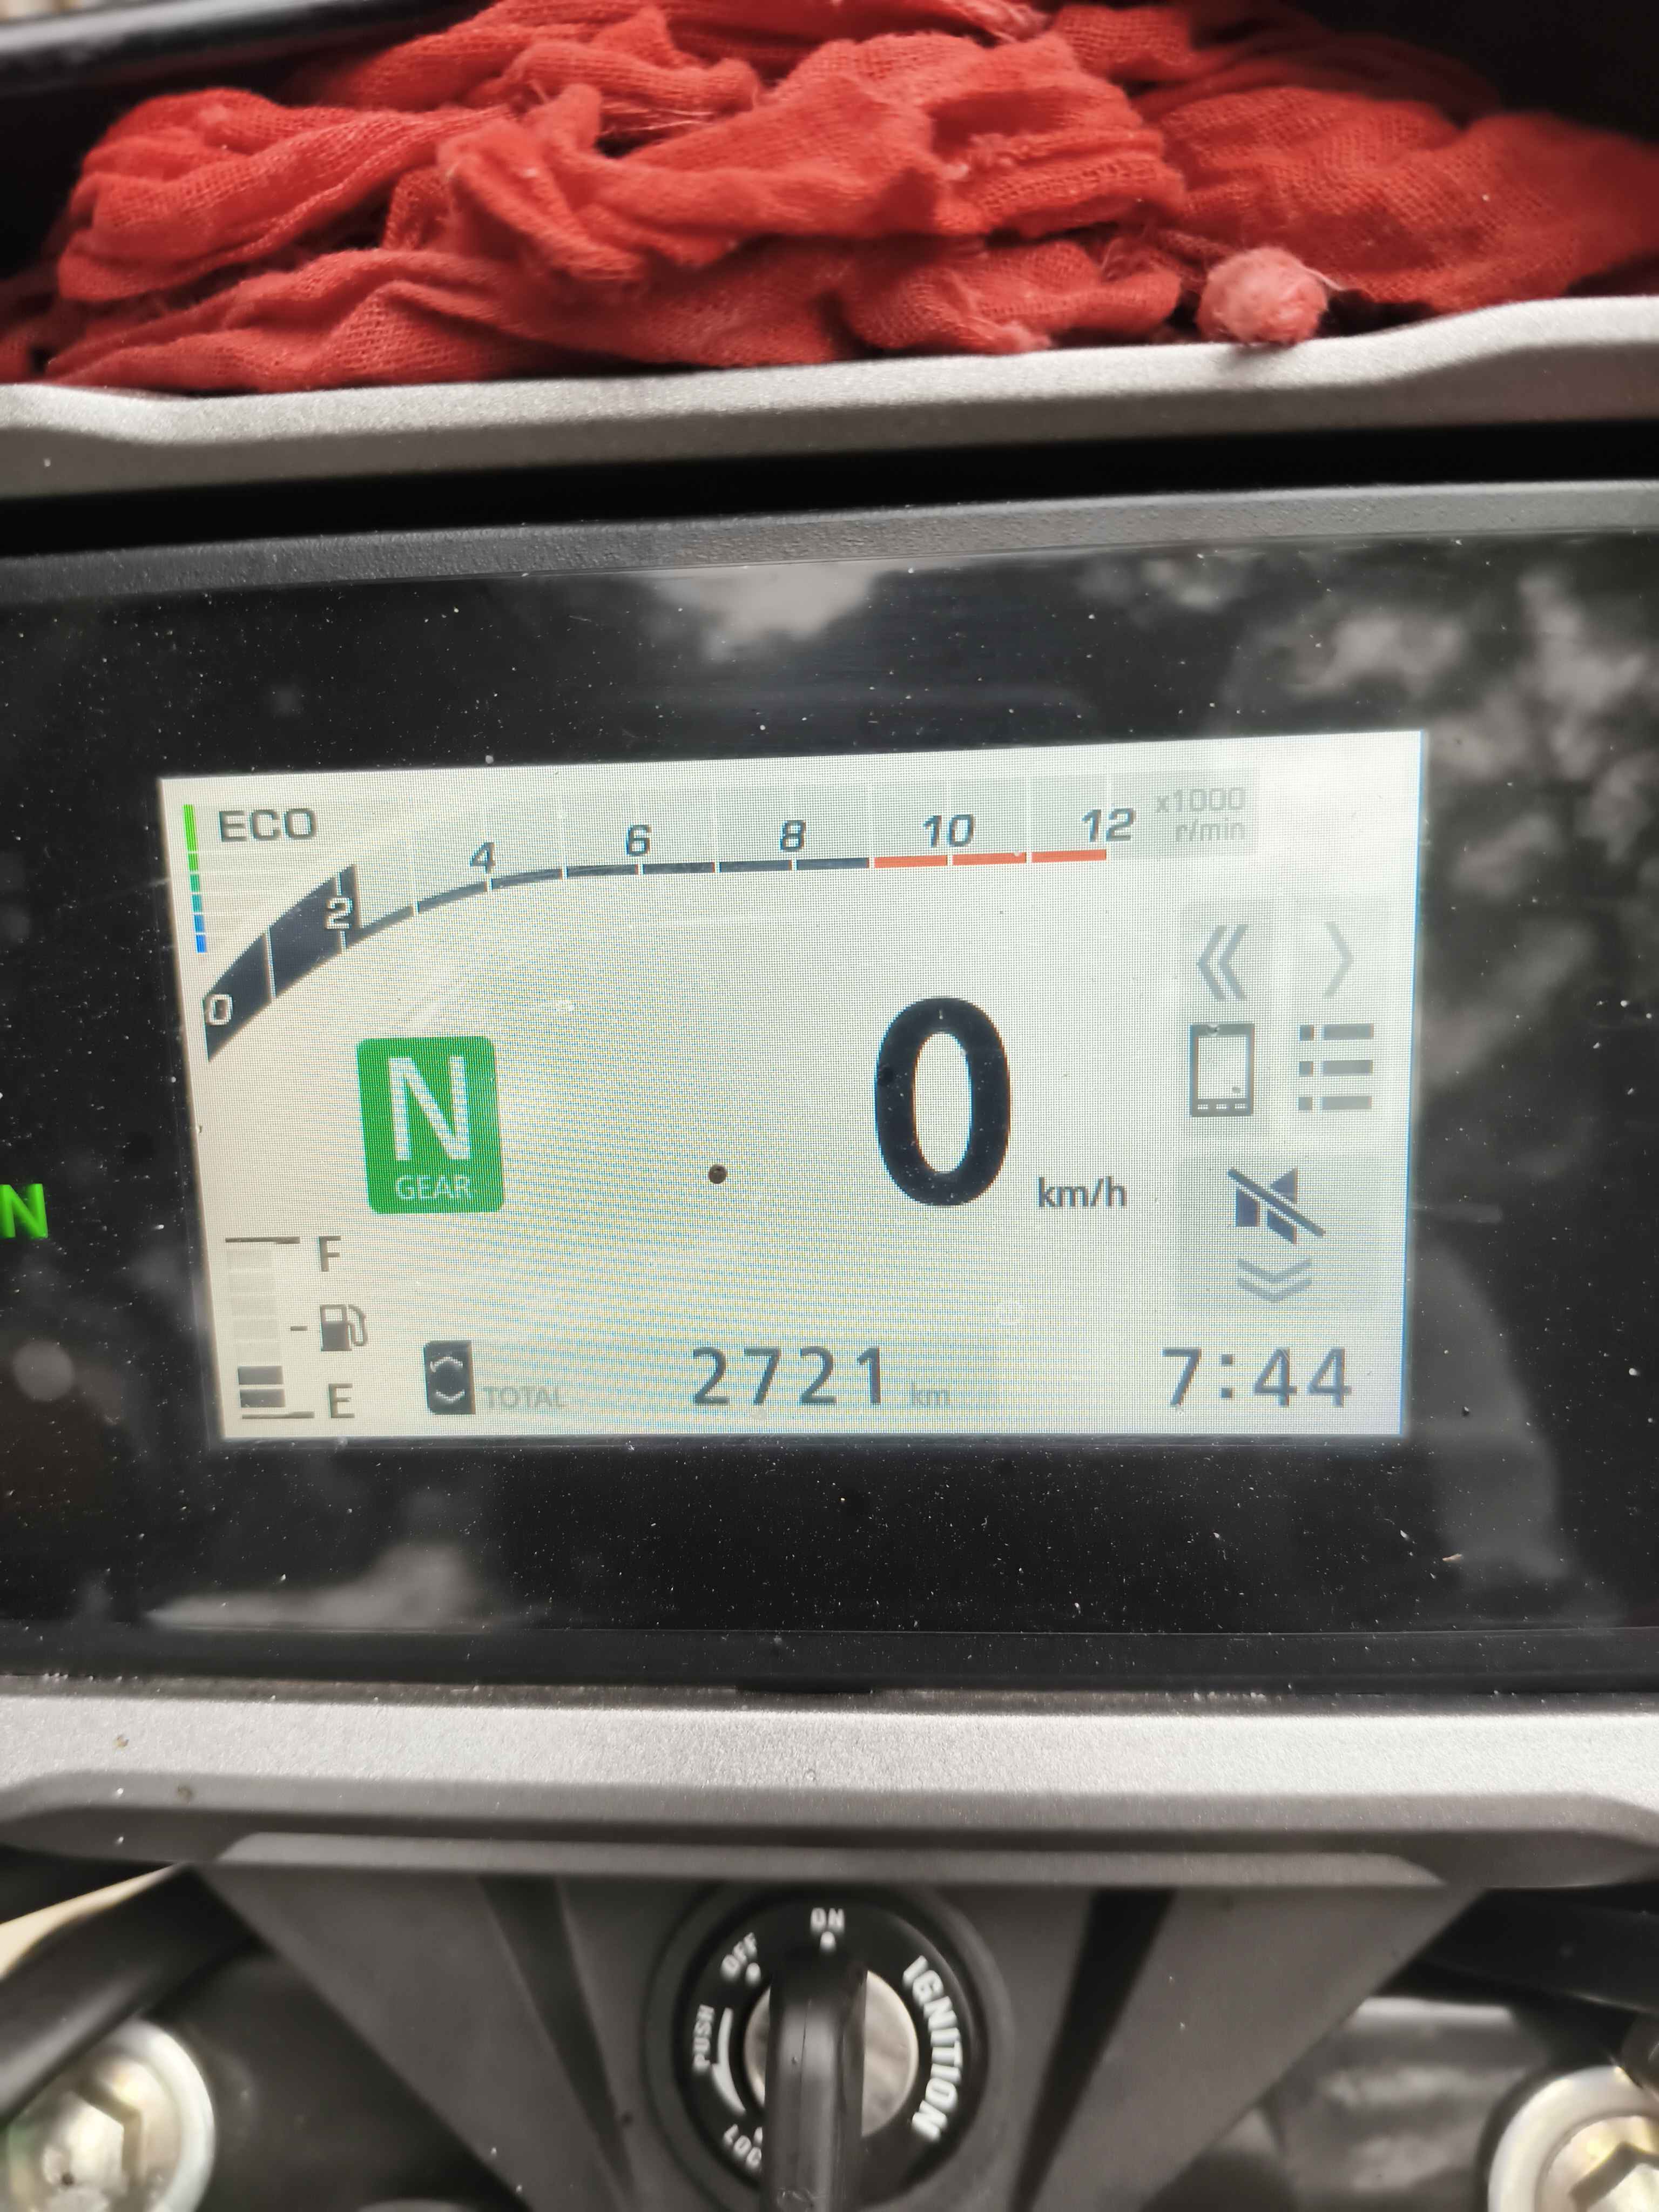 ECO
0 2 4 6 8 10 12 x1000
r/min
N
GEAR
0 km/h
N
F
E
TOTAL 2721 km 7:44
ON
OFF
PUSH
IGNITION